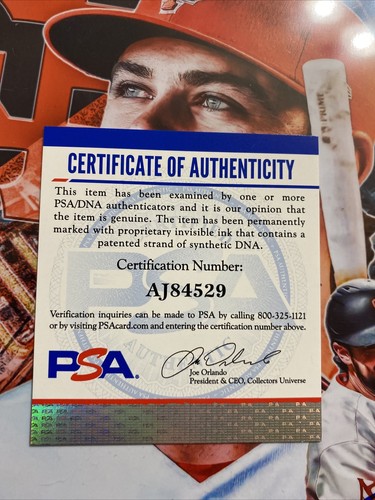 CERTIFICATE OF AUTHENTICITY
This item has been examined by one or more
PSA/DNA authenticators and it is our opinion that
the item is genuine. The item has been permanently
marked with proprietary invisible ink that contains a
patented strand of synthetic DNA.
Certification Number:
AJ84529
Verification inquiries can be made to PSA by calling 800-325-1121
or by visiting PSAcard.com and entering the certification number above.
PSA
Joe Orlando
President & CEO, Collectors Universe